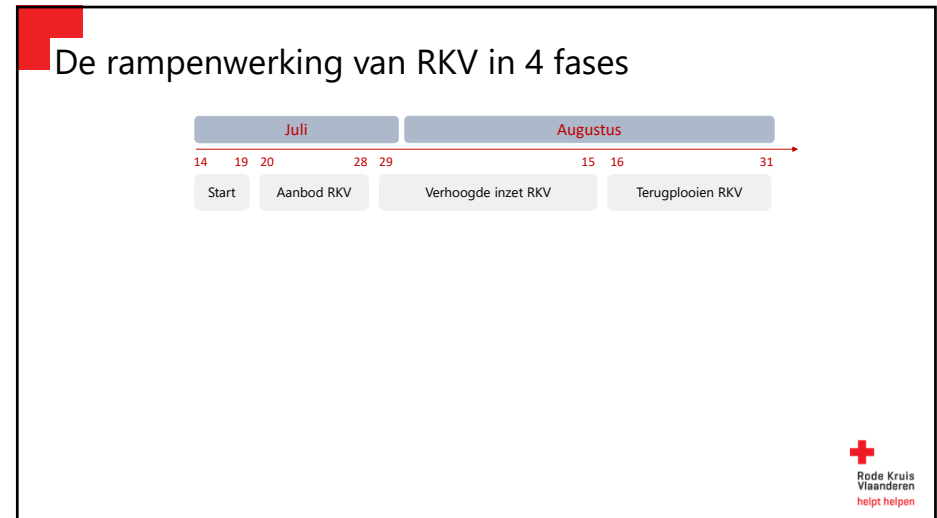 De rampenwerking van RKV in 4 fases
Juli Augustus
14 19 20 28 29 15 16 31
Start Aanbod RKV Verhoogde inzet RKV Terugplooien RKV
Rode Kruis
Vlaanderen
helpt helpen